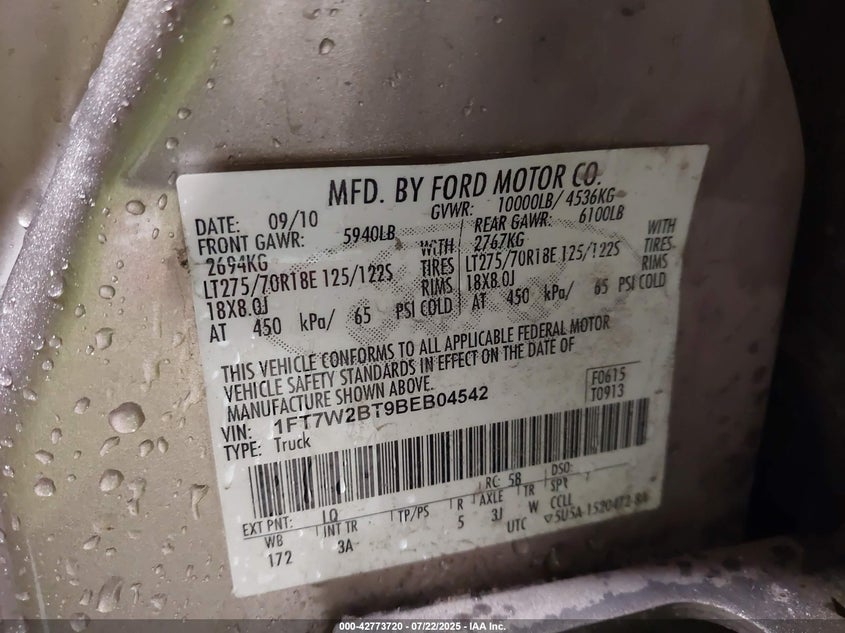 MFD. BY FORD MOTOR CO.
DATE: 09/10 GVWR: 10000LB/ 4536KG
FRONT GAWR: 5940LB REAR GAWR: 6100LB
2694KG WITH 2767KG WITH
LT275/70R18E 125/122S TIRES LT275/70R18E 125/122S TIRES
18X8.0J RIMS 18X8.0J RIMS
AT 450 kPa/ 65 PSI COLD AT 450 kPa/ 65 PSI COLD
THIS VEHICLE CONFORMS TO ALL APPLICABLE FEDERAL MOTOR
VEHICLE SAFETY STANDARDS IN EFFECT ON THE DATE OF
MANUFACTURE SHOWN ABOVE.
VIN: 1FT7W2BT9BEB04542
TYPE: Truck
F0615
T0913
EXT PNT: LQ RC: 58 DSO:
WB INT TR TP/PS R AXLE TR SPR
172 3A 5 3J W CCLL
UTC ▽5U5A-1520472-BA
000-42773720 - 07/22/2025 - IAA Inc.